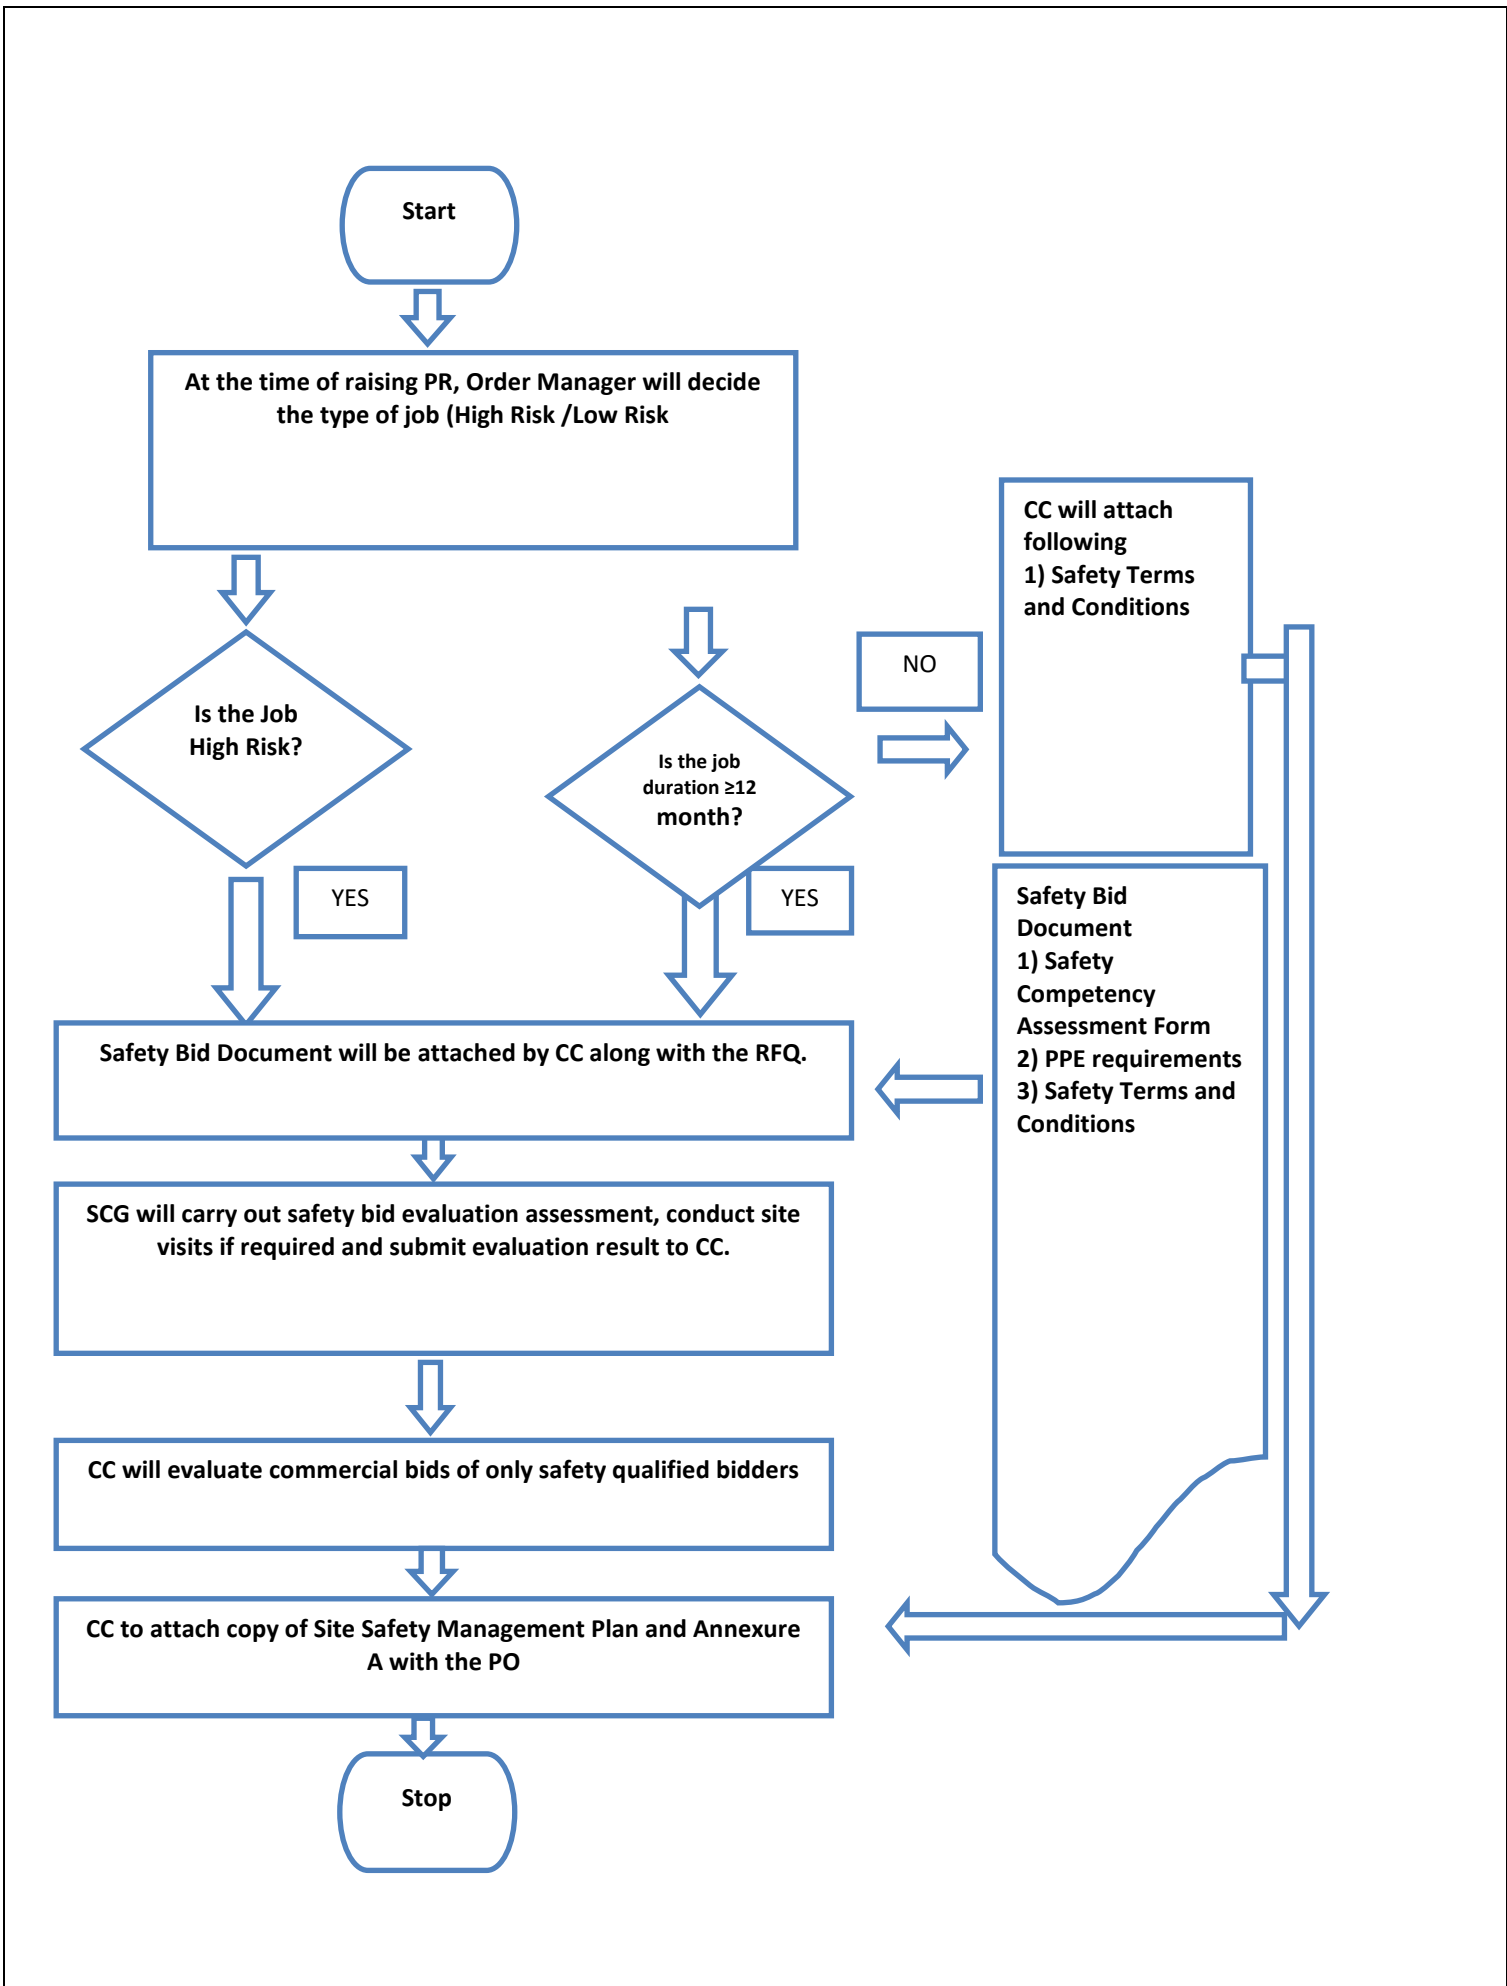 Start
At the time of raising PR, Order Manager will decide
the type of job (High Risk /Low Risk
CC will attach
following
1) Safety Terms
and Conditions
NO
Is the Job
High Risk?
Is the job
duration ≥12
month?
YES
YES
Safety Bid
Document
1) Safety
Competency
Assessment Form
2) PPE requirements
3) Safety Terms and
Conditions
Safety Bid Document will be attached by CC along with the RFQ.
SCG will carry out safety bid evaluation assessment, conduct site
visits if required and submit evaluation result to CC.
CC will evaluate commercial bids of only safety qualified bidders
CC to attach copy of Site Safety Management Plan and Annexure
A with the PO
Stop